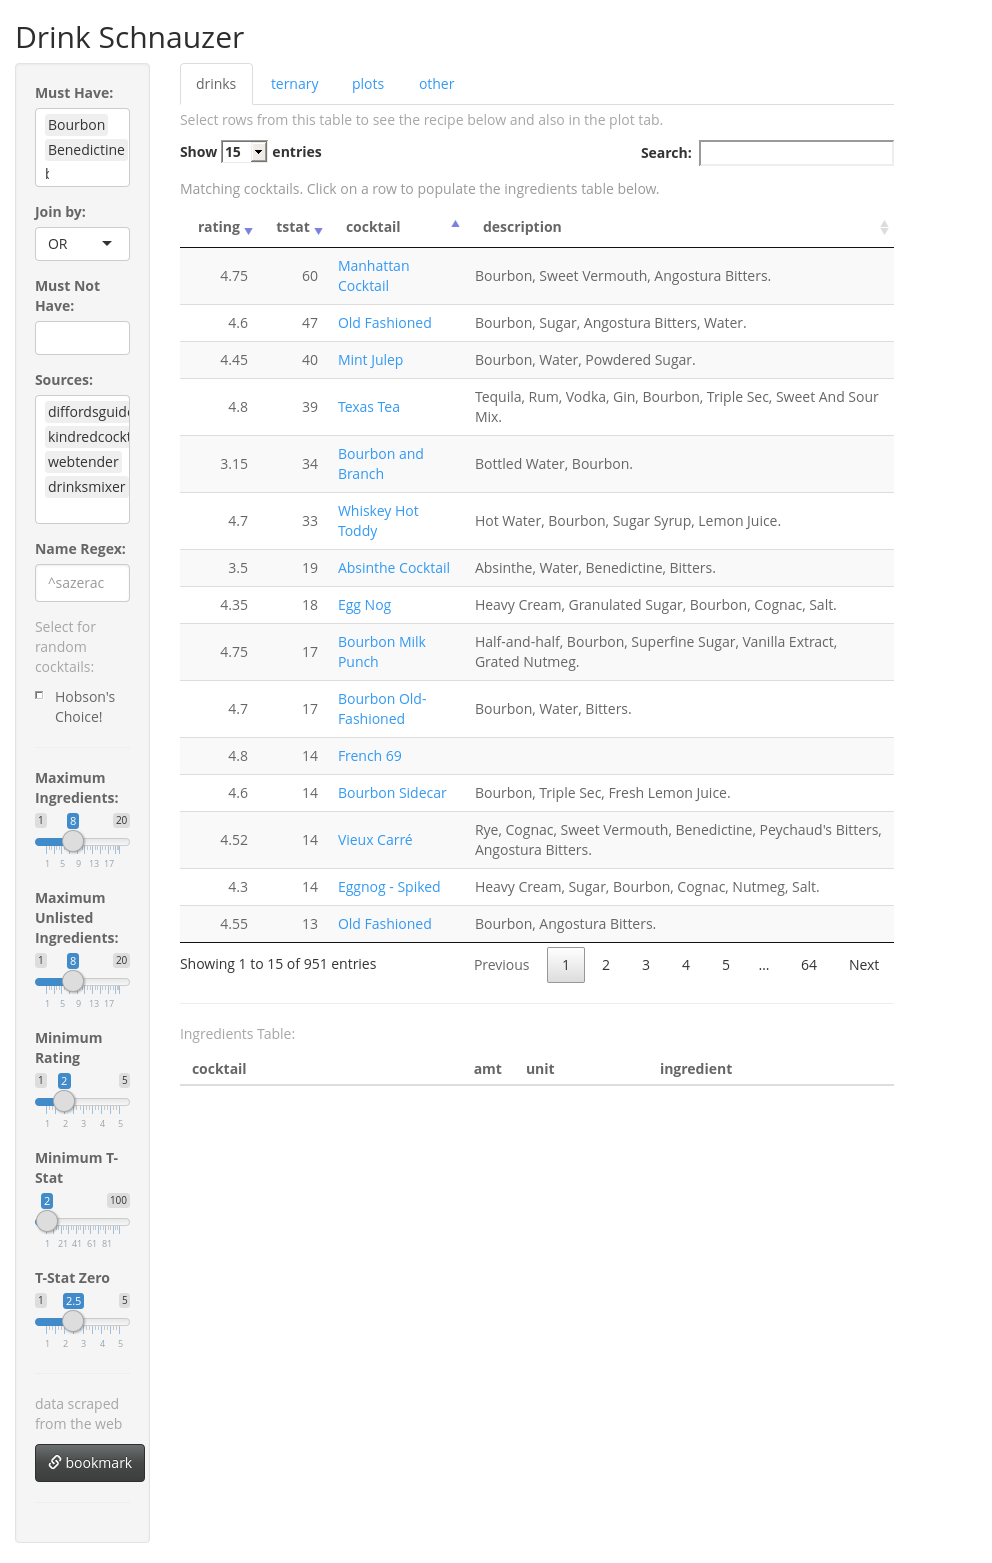 Drink Schnauzer
Must Have:
Bourbon
Benedictine
Join by:
OR
Must Not
Have:
Sources:
diffordsguide
kindredcockt
webtender
drinksmixer
Name Regex:
^sazerac
Select for
random
cocktails:
Hobson's
Choice!
Maximum
Ingredients:
1 8 20
1 5 9 13 17
Maximum
Unlisted
Ingredients:
1 8 20
1 5 9 13 17
Minimum
Rating
1 2 5
1 2 3 4 5
Minimum T-
Stat
2 100
1 21 41 61 81
T-Stat Zero
1 2.5 5
1 2 3 4 5
data scraped
from the web
bookmark
drinks ternary plots other
Select rows from this table to see the recipe below and also in the plot tab.
Show 15 entries Search:
Matching cocktails. Click on a row to populate the ingredients table below.
rating tstat cocktail description
4.75 60 Manhattan Cocktail Bourbon, Sweet Vermouth, Angostura Bitters.
4.6 47 Old Fashioned Bourbon, Sugar, Angostura Bitters, Water.
4.45 40 Mint Julep Bourbon, Water, Powdered Sugar.
4.8 39 Texas Tea Tequila, Rum, Vodka, Gin, Bourbon, Triple Sec, Sweet And Sour Mix.
3.15 34 Bourbon and Branch Bottled Water, Bourbon.
4.7 33 Whiskey Hot Toddy Hot Water, Bourbon, Sugar Syrup, Lemon Juice.
3.5 19 Absinthe Cocktail Absinthe, Water, Benedictine, Bitters.
4.35 18 Egg Nog Heavy Cream, Granulated Sugar, Bourbon, Cognac, Salt.
4.75 17 Bourbon Milk Punch Half-and-half, Bourbon, Superfine Sugar, Vanilla Extract, Grated Nutmeg.
4.7 17 Bourbon Old-Fashioned Bourbon, Water, Bitters.
4.8 14 French 69
4.6 14 Bourbon Sidecar Bourbon, Triple Sec, Fresh Lemon Juice.
4.52 14 Vieux Carré Rye, Cognac, Sweet Vermouth, Benedictine, Peychaud's Bitters, Angostura Bitters.
4.3 14 Eggnog - Spiked Heavy Cream, Sugar, Bourbon, Cognac, Nutmeg, Salt.
4.55 13 Old Fashioned Bourbon, Angostura Bitters.
Showing 1 to 15 of 951 entries Previous 1 2 3 4 5 ... 64 Next
Ingredients Table:
cocktail amt unit ingredient